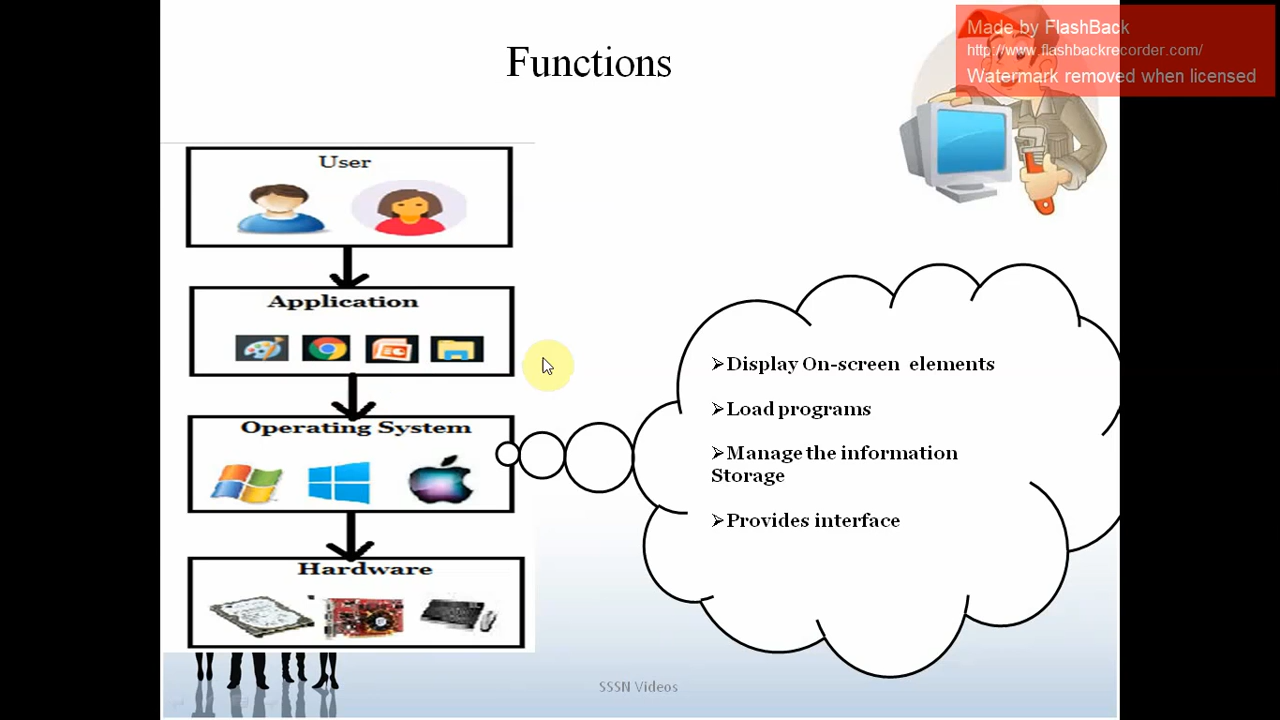 Made by FlashBack
http://www.flashbackrecorder.com/
Watermark removed when licensed
Functions
User
Application
Operating System
Hardware
➢Display On-screen elements
➢Load programs
➢Manage the information
Storage
➢Provides interface
SSSN Videos